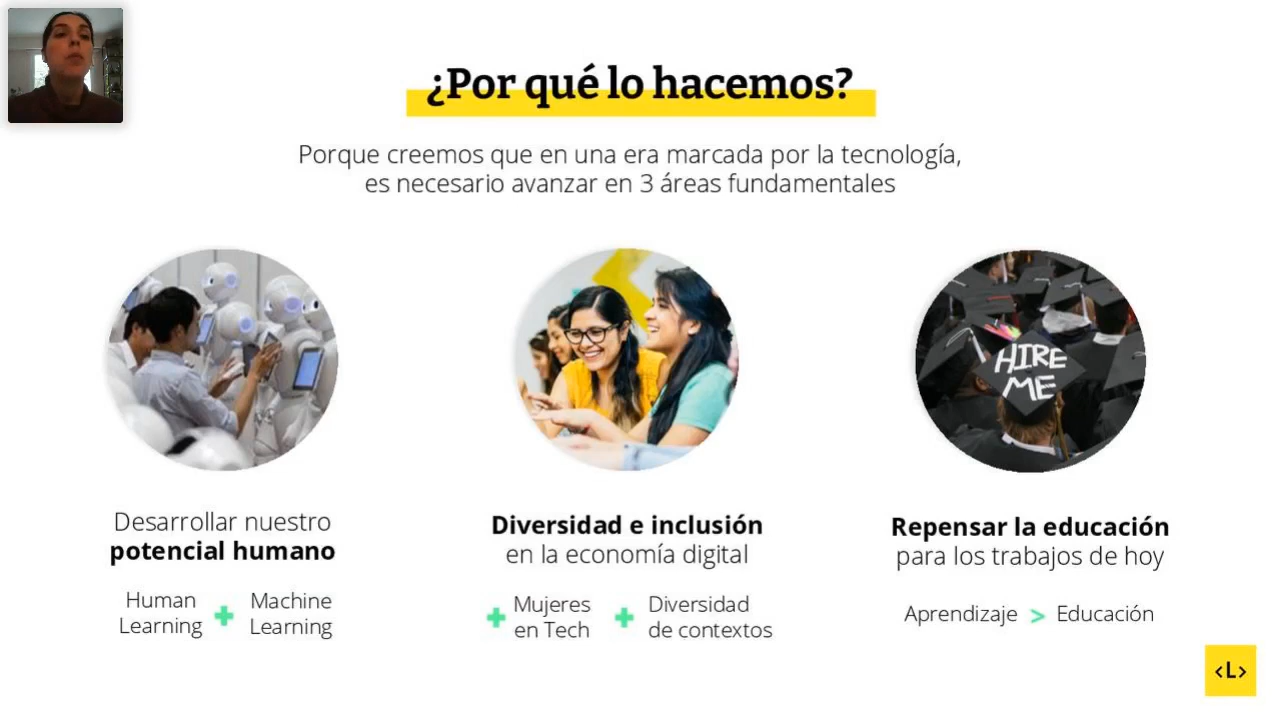 ¿Por qué lo hacemos?
Porque creemos que en una era marcada por la tecnología,
es necesario avanzar en 3 áreas fundamentales
HIRE
ME
Desarrollar nuestro
potencial humano
Human
Learning
+
Machine
Learning
Diversidad e inclusión
en la economía digital
+ Mujeres
en Tech
+ Diversidad
de contextos
Repensar la educación
para los trabajos de hoy
Aprendizaje > Educación
<L>